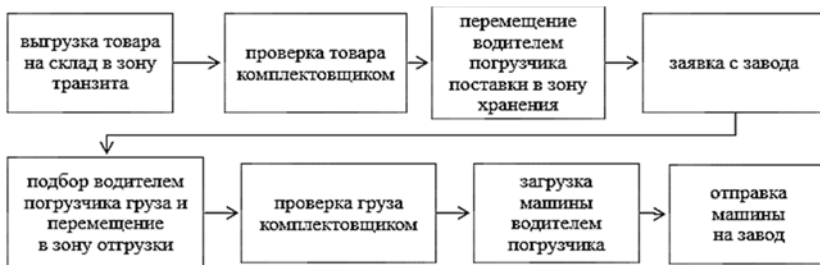 выгрузка товара
на склад в зону
транзита
проверка товара
комплектовщиком
перемещение
водителем
погрузчика
поставки в зону
хранения
заявка с завода
подбор водителем
погрузчика груза и
перемещение
в зону отгрузки
проверка груза
комплектовщиком
загрузка
машины
водителем
погрузчика
отправка
машины
на завод